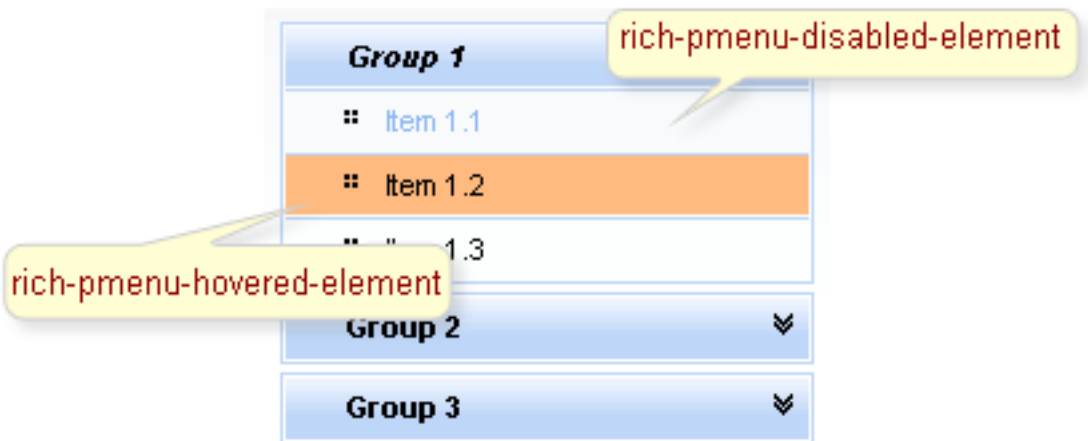 rich-pmenu-disabled-element
Group 1
Item 1.1
Item 1.2
1.3
rich-pmenu-hovered-element
Group 2
Group 3